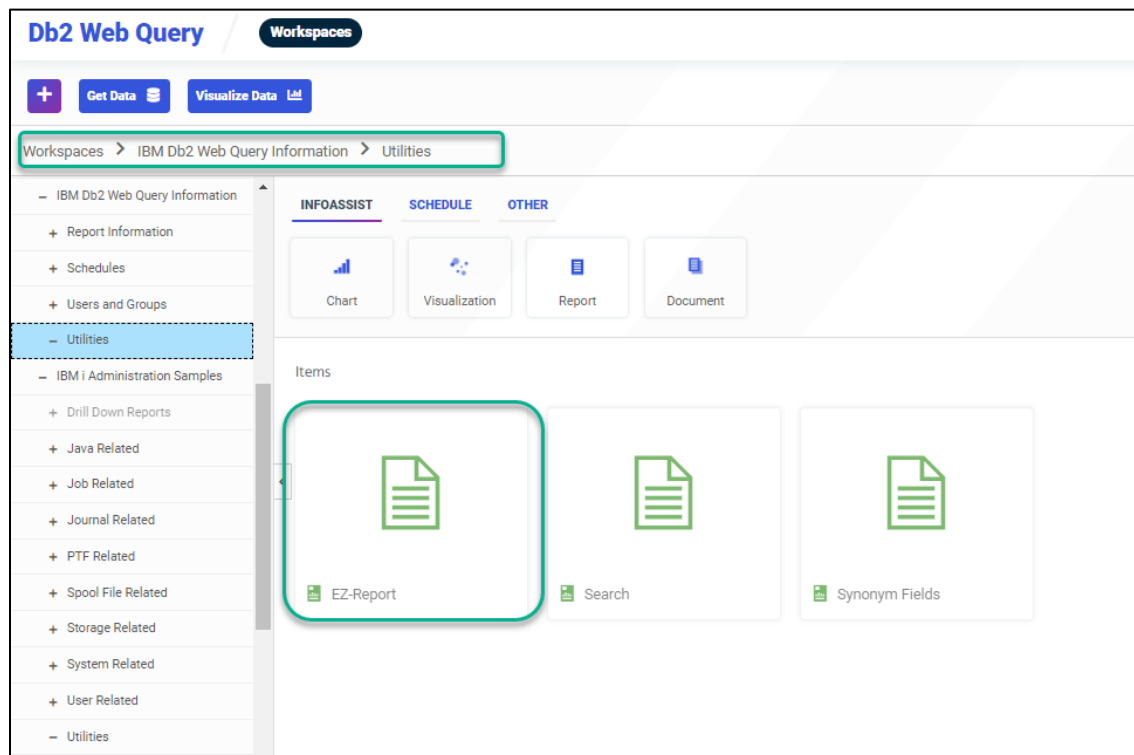 Db2 Web Query
Workspaces
Get Data
Visualize Data
Workspaces > IBM Db2 Web Query Information > Utilities
− IBM Db2 Web Query Information
+ Report Information
+ Schedules
+ Users and Groups
− Utilities
− IBM i Administration Samples
+ Drill Down Reports
+ Java Related
+ Job Related
+ Journal Related
+ PTF Related
+ Spool File Related
+ Storage Related
+ System Related
+ User Related
− Utilities
INFOASSIST SCHEDULE OTHER
Chart Visualization Report Document
Items
EZ-Report Search Synonym Fields